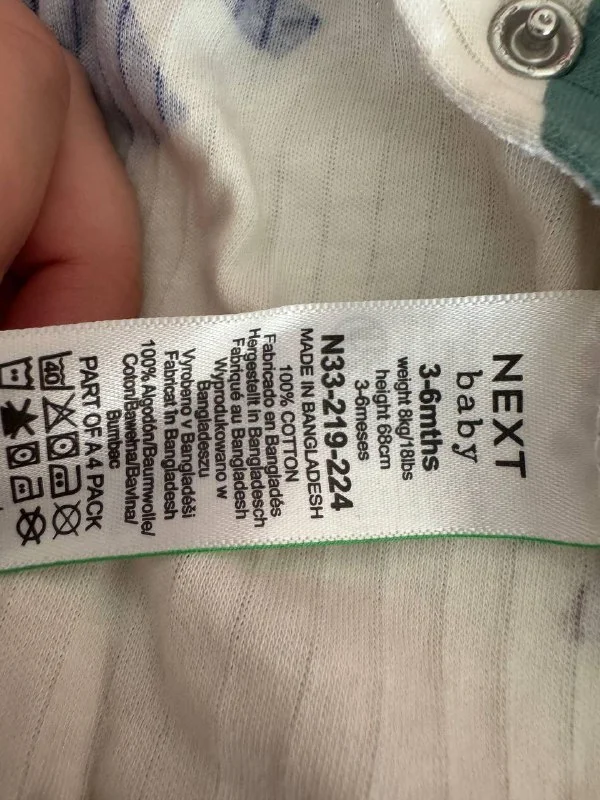 NEXT
baby
3-6mths
weight 8kg/18lbs
height 68cm
3-6meses
N33-219-224
MADE IN BANGLADESH
100% COTTON
Fabricado en Bangladés
Hergestellt in Bangladesch
Fabriqué au Bangladesh
Wyprodukowano w
Bangladeszu
Vyrobeno v Bangladéši
Fabricat în Bangladesh
100% Algodón/Baumwolle/
Coton/Bawełna/Bavlna/
Bumbac
PART OF A 4 PACK
40